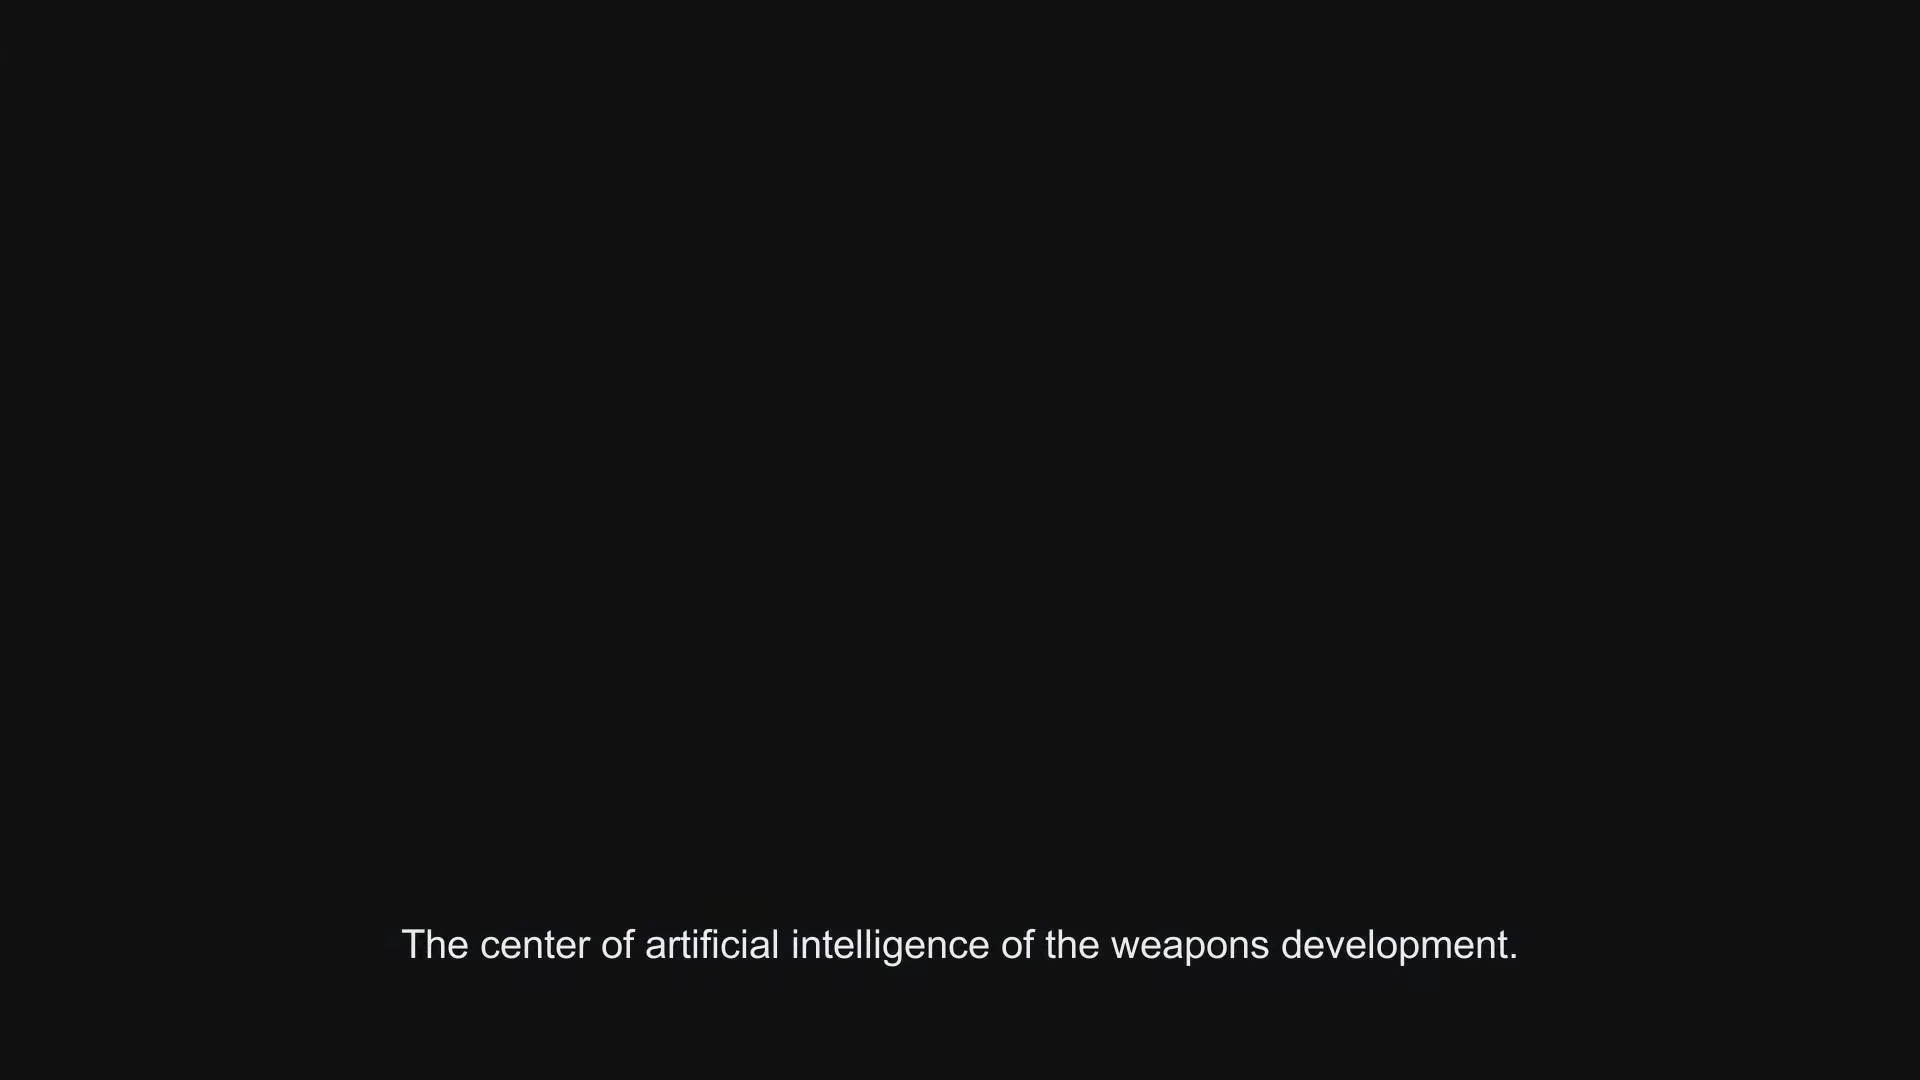 The center of artificial intelligence of the weapons development.